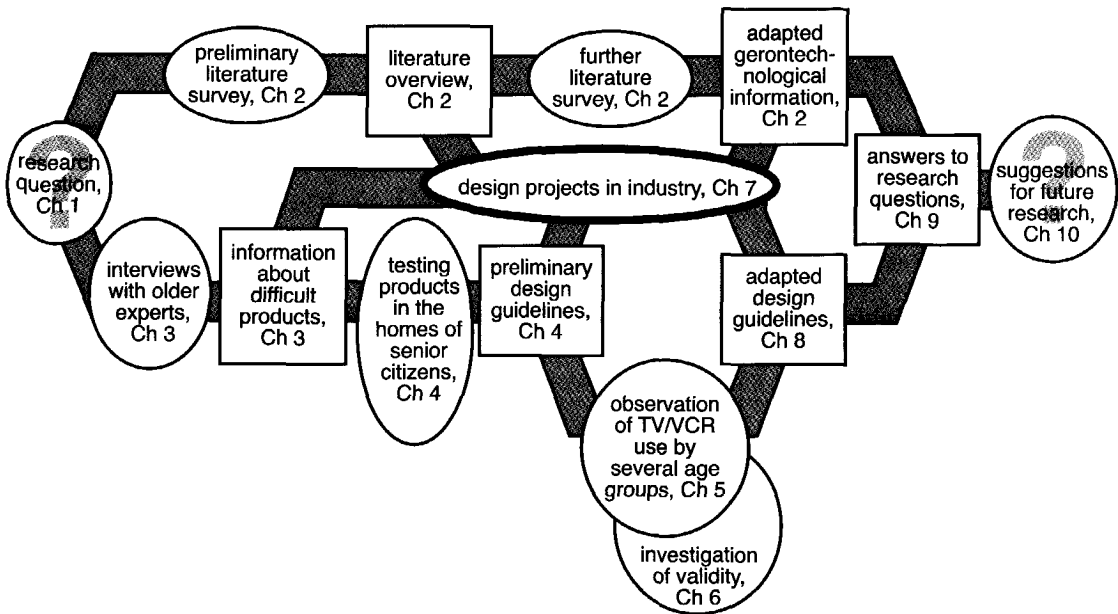 preliminary
literature
survey, Ch 2
literature
overview,
Ch 2
further
literature
survey, Ch 2
adapted
gerontech-
nological
information,
Ch 2
research
question,
Ch 1
design projects in industry, Ch 7
answers to
research
questions,
Ch 9
suggestions
for future
research,
Ch 10
interviews
with older
experts,
Ch 3
information
about
difficult
products,
Ch 3
testing
products
in the
homes of
senior
citizens,
Ch 4
preliminary
design
guidelines,
Ch 4
adapted
design
guidelines,
Ch 8
observation
of TV/VCR
use by
several age
groups, Ch 5
investigation
of validity,
Ch 6